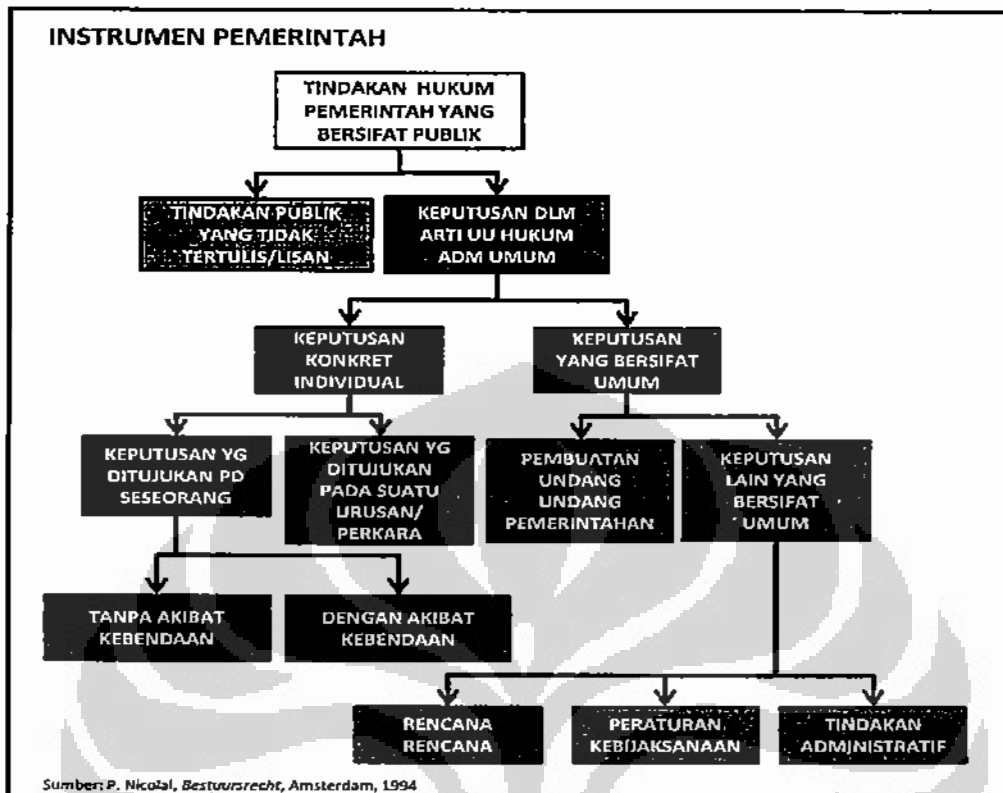 INSTRUMEN PEMERINTAH
TINDAKAN HUKUM
PEMERINTAH YANG
BERSIFAT PUBLIK
TINDAKAN PUBLIK
YANG TIDAK
TERTULIS/LISAN
KEPUTUSAN DLM
ARTI UU HUKUM
ADM UMUM
KEPUTUSAN
KONKRET
INDIVIDUAL
KEPUTUSAN
YANG BERSIFAT
UMUM
KEPUTUSAN YG
DITUJUKAN PD
SESEORANG
KEPUTUSAN YG
DITUJUKAN
PADA SUATU
URUSAN/
PERKARA
PEMBUATAN
UNDANG
UNDANG
PEMERINTAHAN
KEPUTUSAN
LAIN YANG
BERSIFAT
UMUM
TANPA AKIBAT
KEBENDAAN
DENGAN AKIBAT
KEBENDAAN
RENCANA
RENCANA
PERATURAN
KEBIJAKSANAAN
TINDAKAN
ADMINISTRATIF
Sumber: P. Nicolai, Bestuursrecht, Amsterdam, 1994